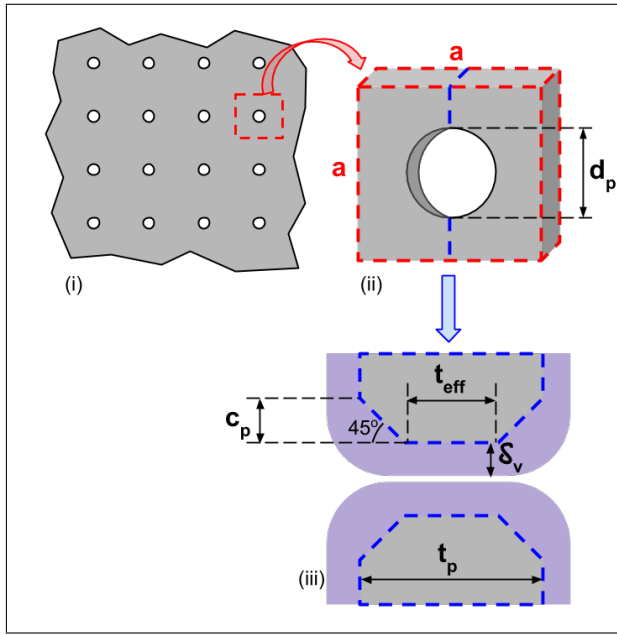 a
a
d_p
(i)
(ii)
t_eff
c_p
45°
δ_v
t_p
(iii)